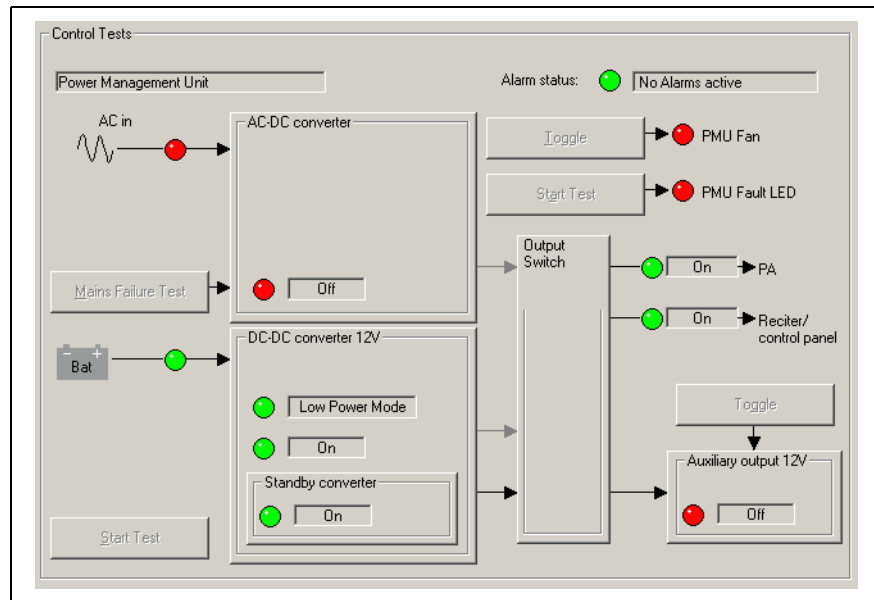 Control Tests
Power Management Unit
Alarm status:
No Alarms active
AC in
AC-DC converter
Toggle
PMU Fan
Start Test
PMU Fault LED
Output
Switch
On
PA
Mains Failure Test
Off
On
Reciter/
control panel
DC-DC converter 12V
- +
Bat
Low Power Mode
On
Toggle
Auxiliary output 12V
Standby converter
On
Off
Start Test